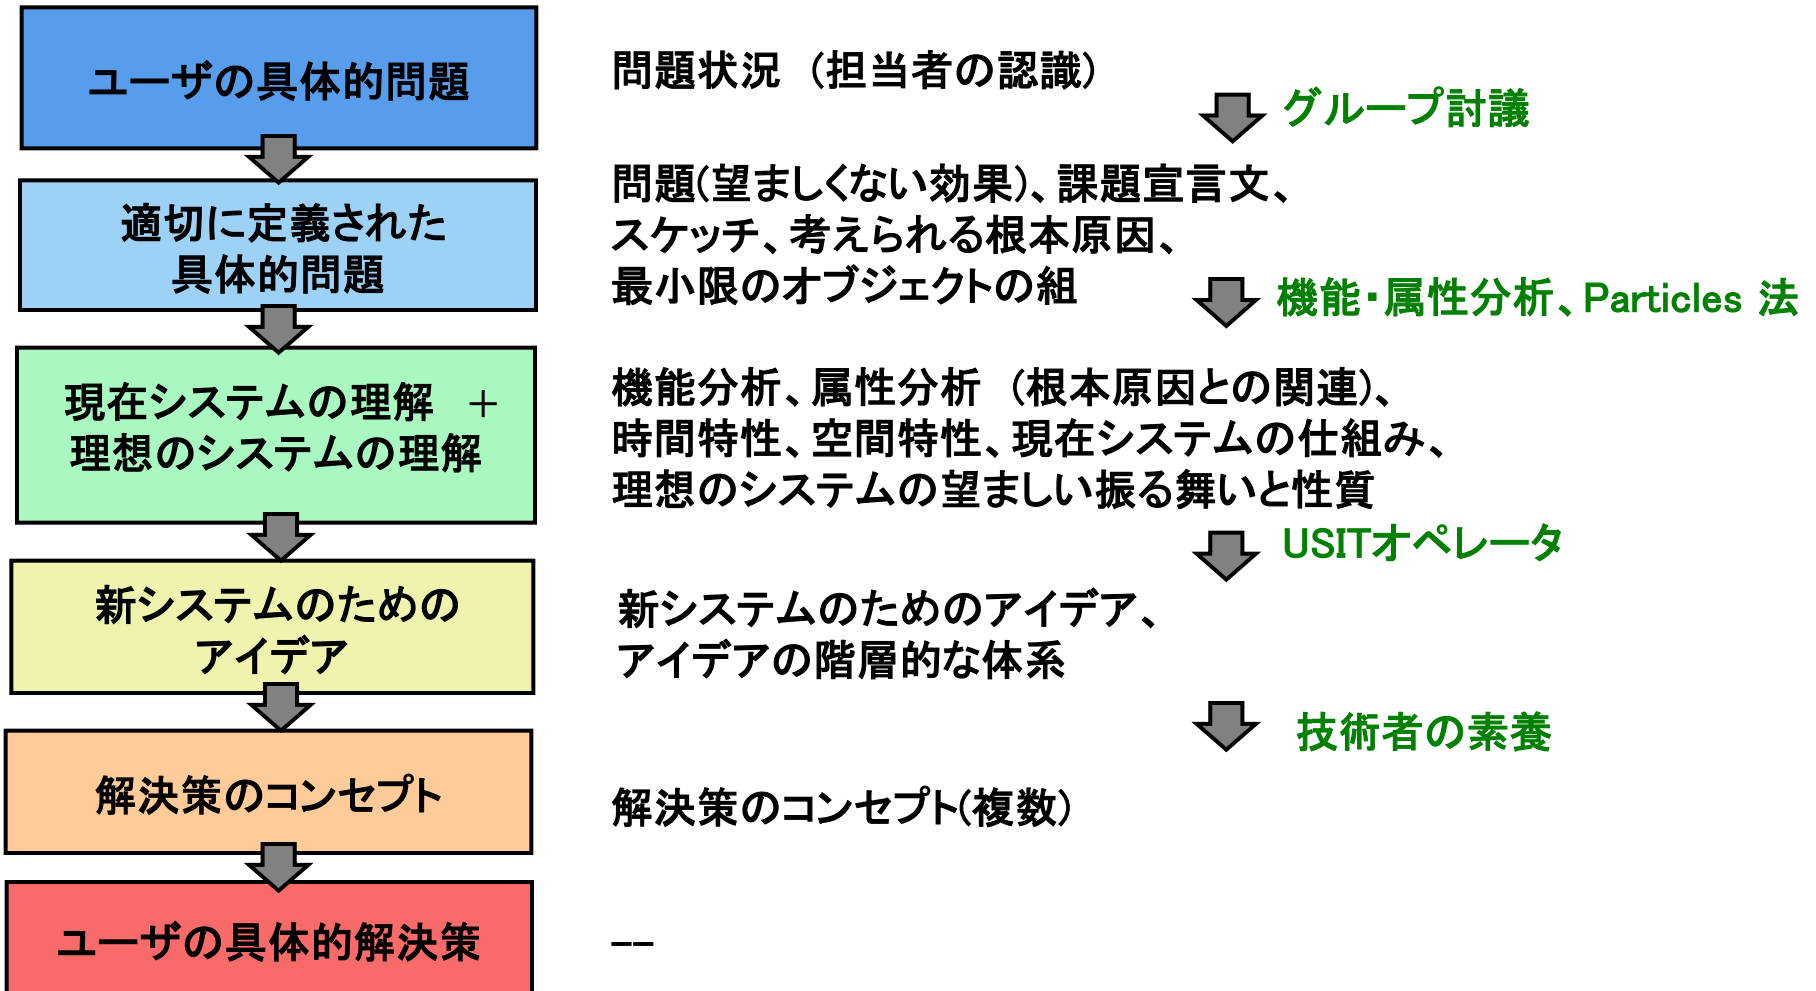 ユーザの具体的問題
問題状況 (担当者の認識)
グループ討議
適切に定義された
具体的問題
問題(望ましくない効果)、課題宣言文、
スケッチ、考えられる根本原因、
最小限のオブジェクトの組
機能・属性分析、Particles 法
現在システムの理解 +
理想のシステムの理解
機能分析、属性分析 (根本原因との関連)、
時間特性、空間特性、現在システムの仕組み、
理想のシステムの望ましい振る舞いと性質
USITオペレータ
新システムのための
アイデア
新システムのためのアイデア、
アイデアの階層的な体系
技術者の素養
解決策のコンセプト
解決策のコンセプト(複数)
ユーザの具体的解決策
--